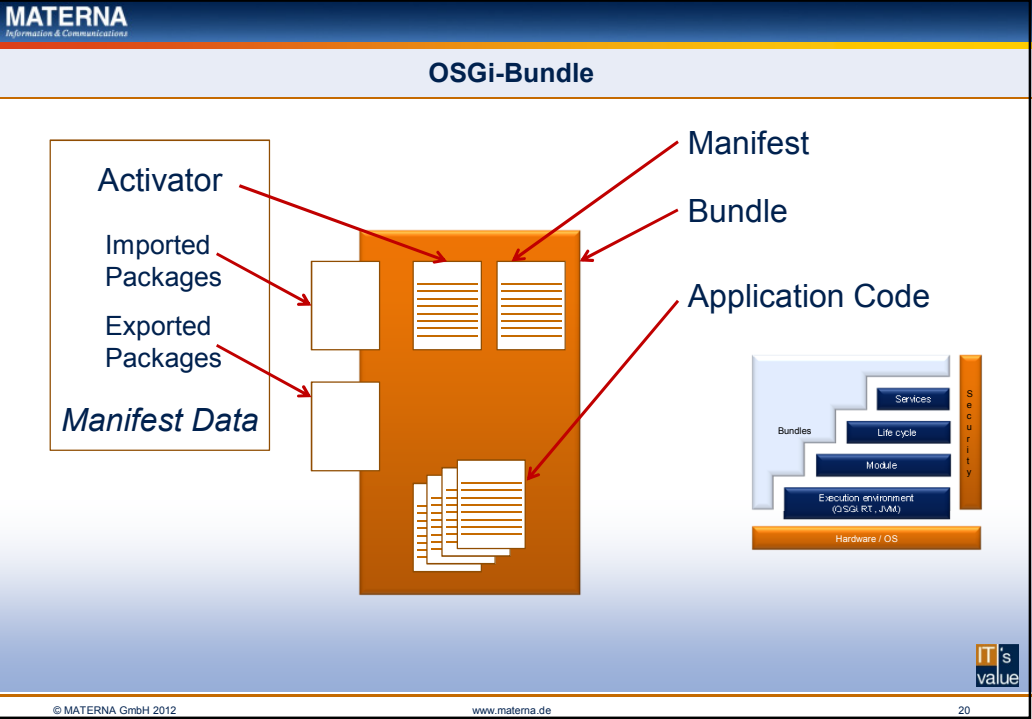 MATERNA
Information & Communications
OSGi-Bundle
Activator
Imported
Packages
Exported
Packages
Manifest Data
Manifest
Bundle
Application Code
Bundles
Services
Life cycle
Module
Execution environment
(OSGi RT, JVM)
Security
Hardware / OS
IT's
value
© MATERNA GmbH 2012
www.materna.de
20